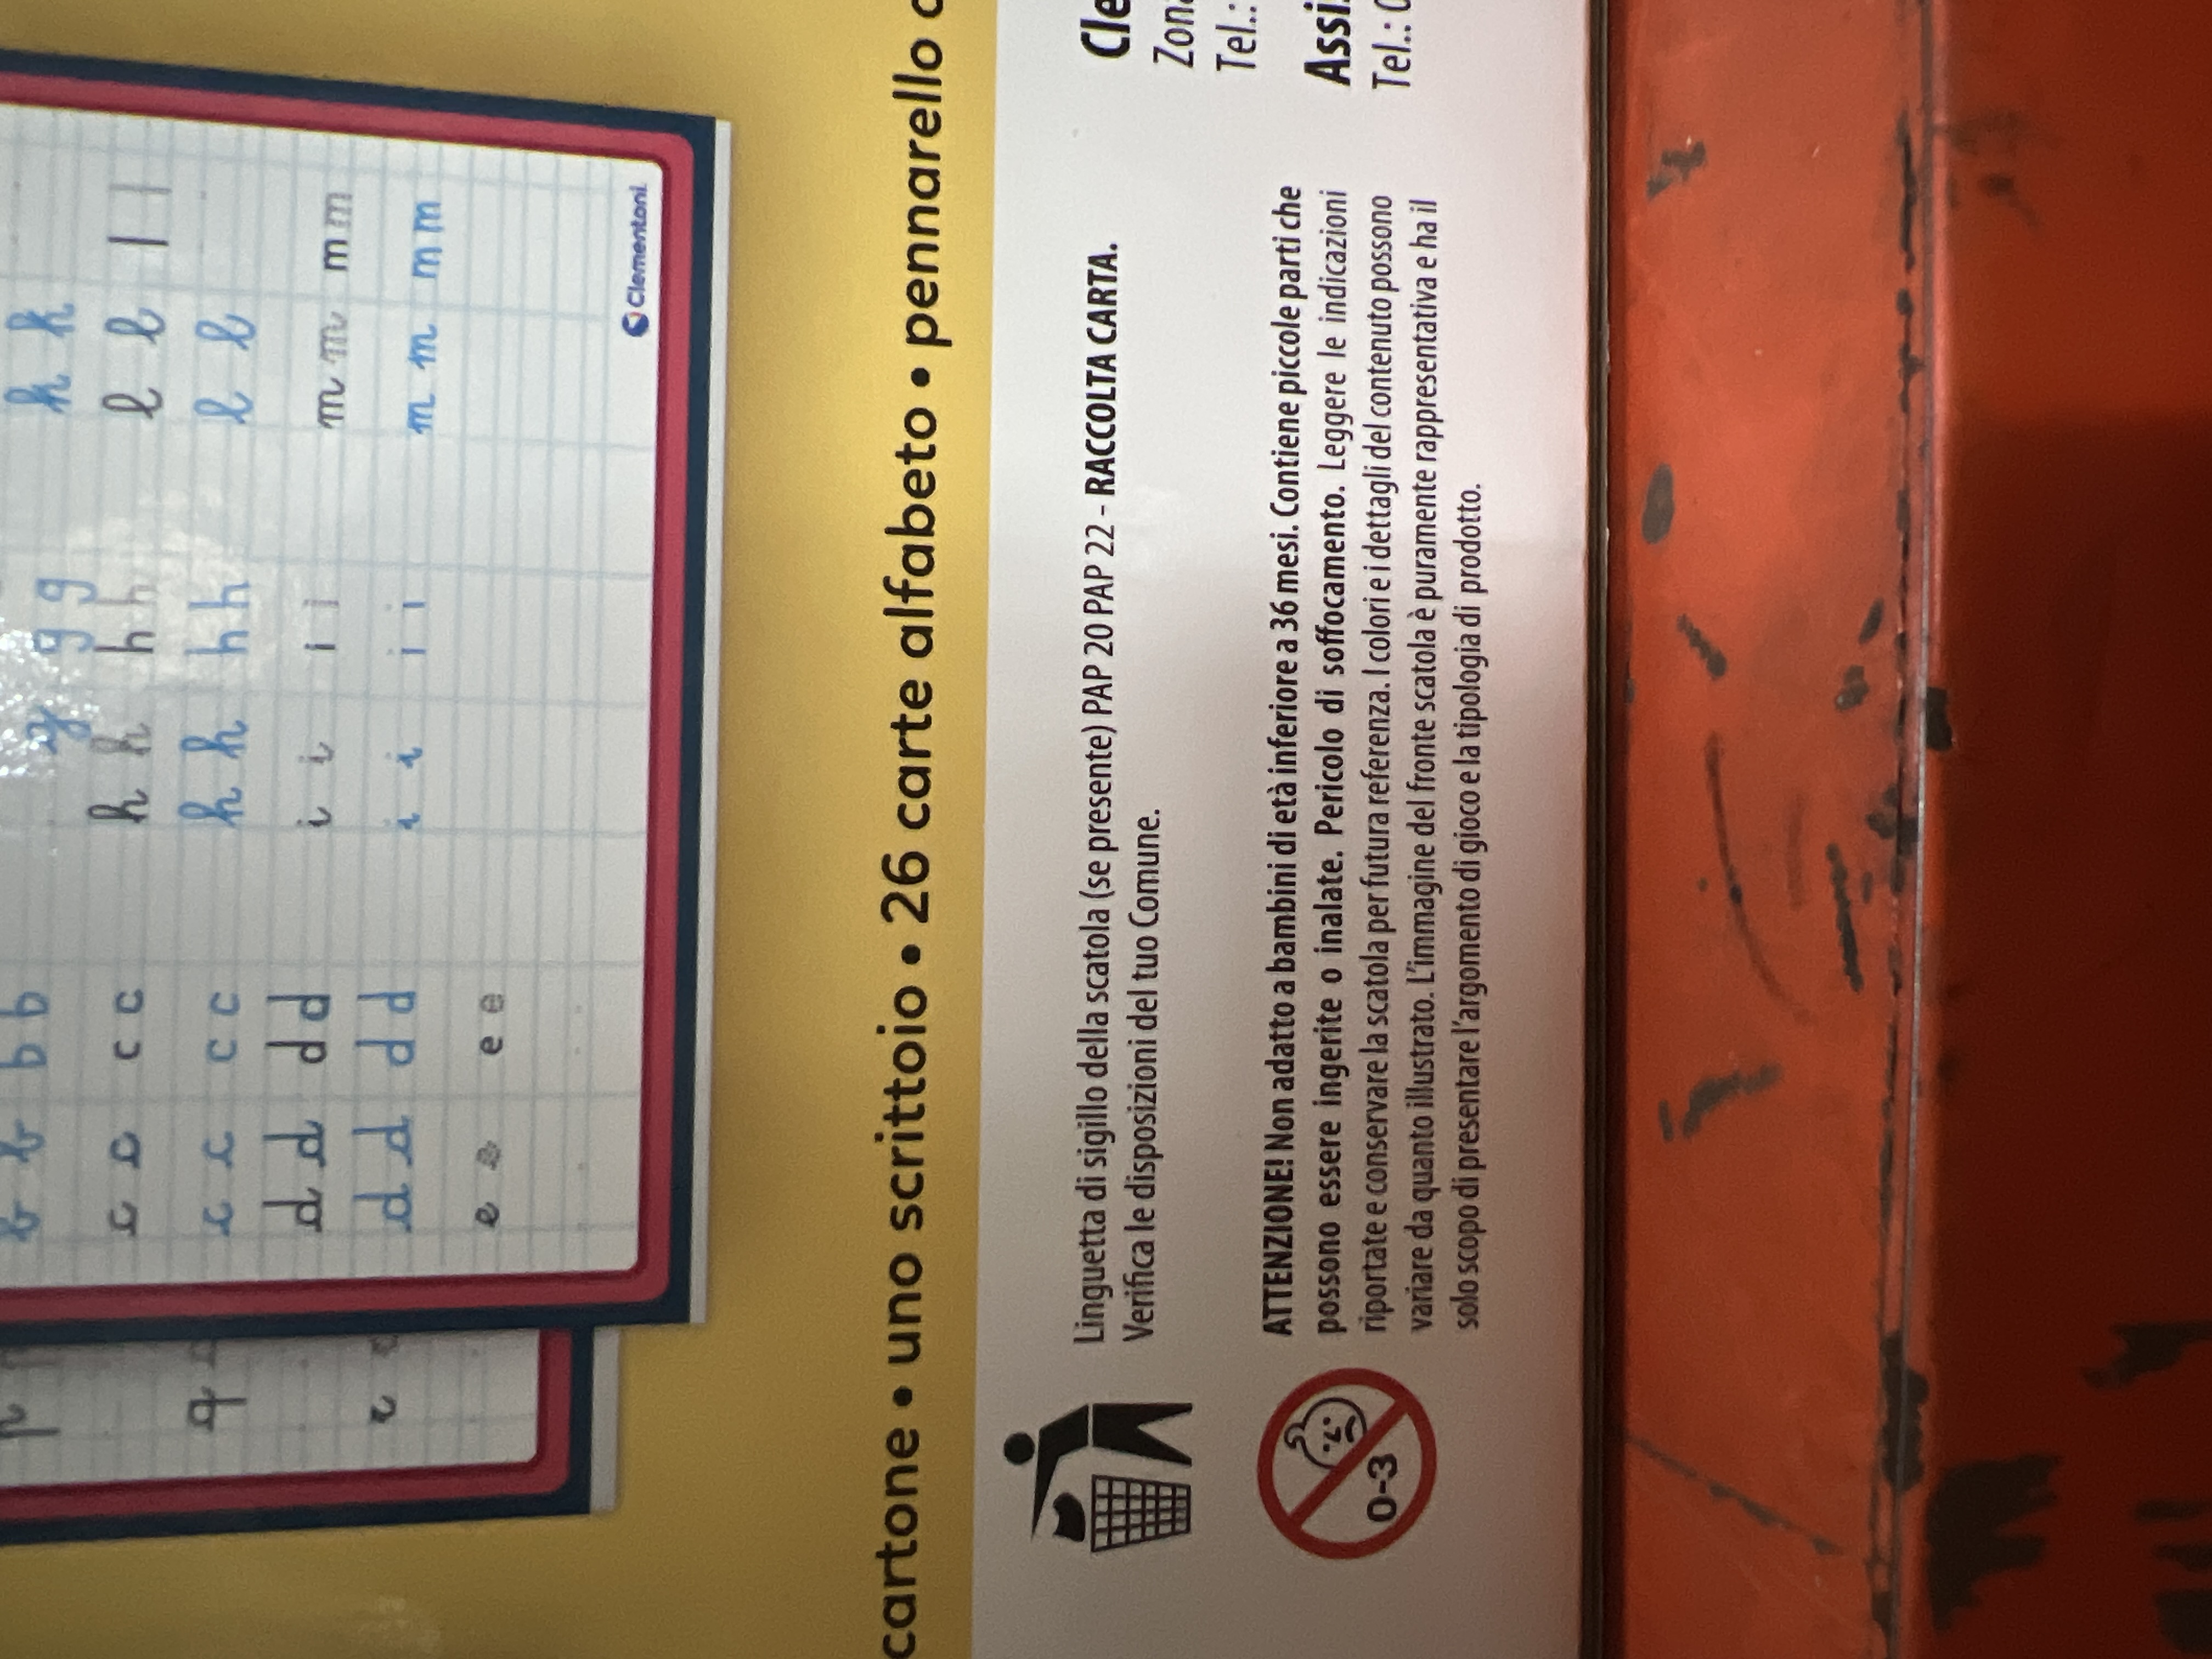 b b b b
c c c c
c c c c
d d d d
d d d d
e e e e
g g g
h h h h
h h h h
i i i i
i i i i
h h
l l l l
l l
m m m m
m m m m
Clementoni
cartone • uno scrittoio • 26 carte alfabeto • pennarello
Linguetta di sigillo della scatola (se presente) PAP 20 PAP 22 - RACCOLTA CARTA.
Verifica le disposizioni del tuo Comune.
0-3
ATTENZIONE! Non adatto a bambini di età inferiore a 36 mesi. Contiene piccole parti che
possono essere ingerite o inalate. Pericolo di soffocamento. Leggere le indicazioni
riportate e conservare la scatola per futura referenza. I colori e i dettagli del contenuto possono
variare da quanto illustrato. L'immagine del fronte scatola è puramente rappresentativa e ha il
solo scopo di presentare l'argomento di gioco e la tipologia di prodotto.
Tel.:
Tel.: